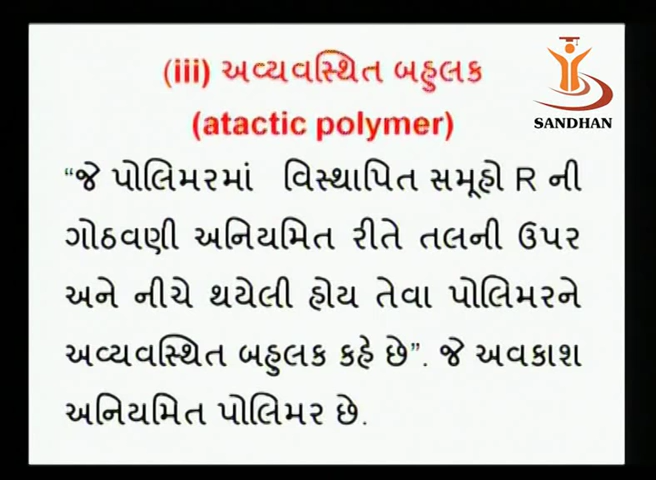 (iii) અવ્યવસ્થિત બહુલક
(atactic polymer)
SANDHAN
“જે પોલિમરમાં વિસ્થાપિત સમૂહો R ની
ગોઠવણી અનિયમિત રીતે તલની ઉપર
અને નીચે થયેલી હોય તેવા પોલિમરને
અવ્યવસ્થિત બહુલક કહે છે”. જે અવકાશ
અનિયમિત પોલિમર છે.